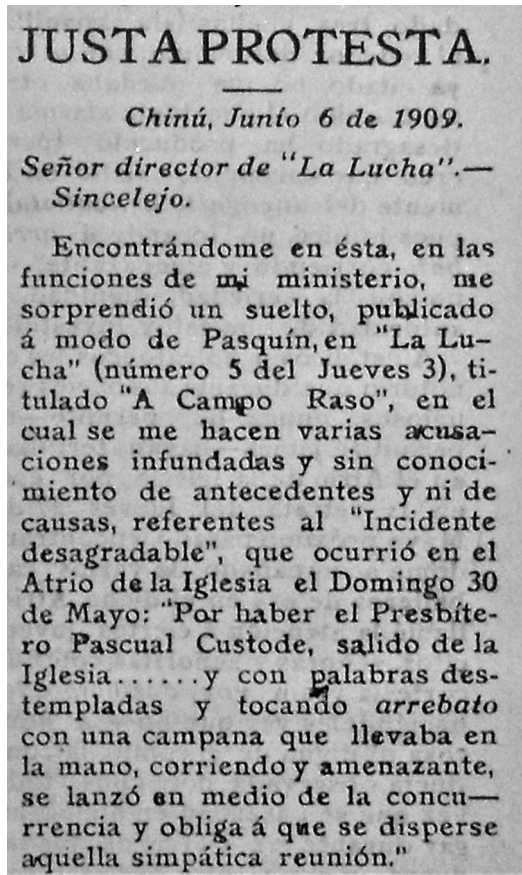 JUSTA PROTESTA.
Chinú, Junio 6 de 1909.
Señor director de "La Lucha".—
Sincelejo.
Encontrándome en ésta, en las
funciones de mi ministerio, me
sorprendió un suelto, publicado
á modo de Pasquín, en "La Lu-
cha" (número 5 del Jueves 3), ti-
tulado "A Campo Raso", en el
cual se me hacen varias acusa-
ciones infundadas y sin conoci-
miento de antecedentes y ni de
causas, referentes al "Incidente
desagradable", que ocurrió en el
Atrio de la Iglesia el Domingo 30
de Mayo: "Por haber el Presbíte-
ro Pascual Custode, salido de la
Iglesia......y con palabras des-
templadas y tocando arrebato
con una campana que llevaba en
la mano, corriendo y amenazante,
se lanzó en medio de la concu—
rrencia y obliga á que se disperse
aquella simpática reunión."